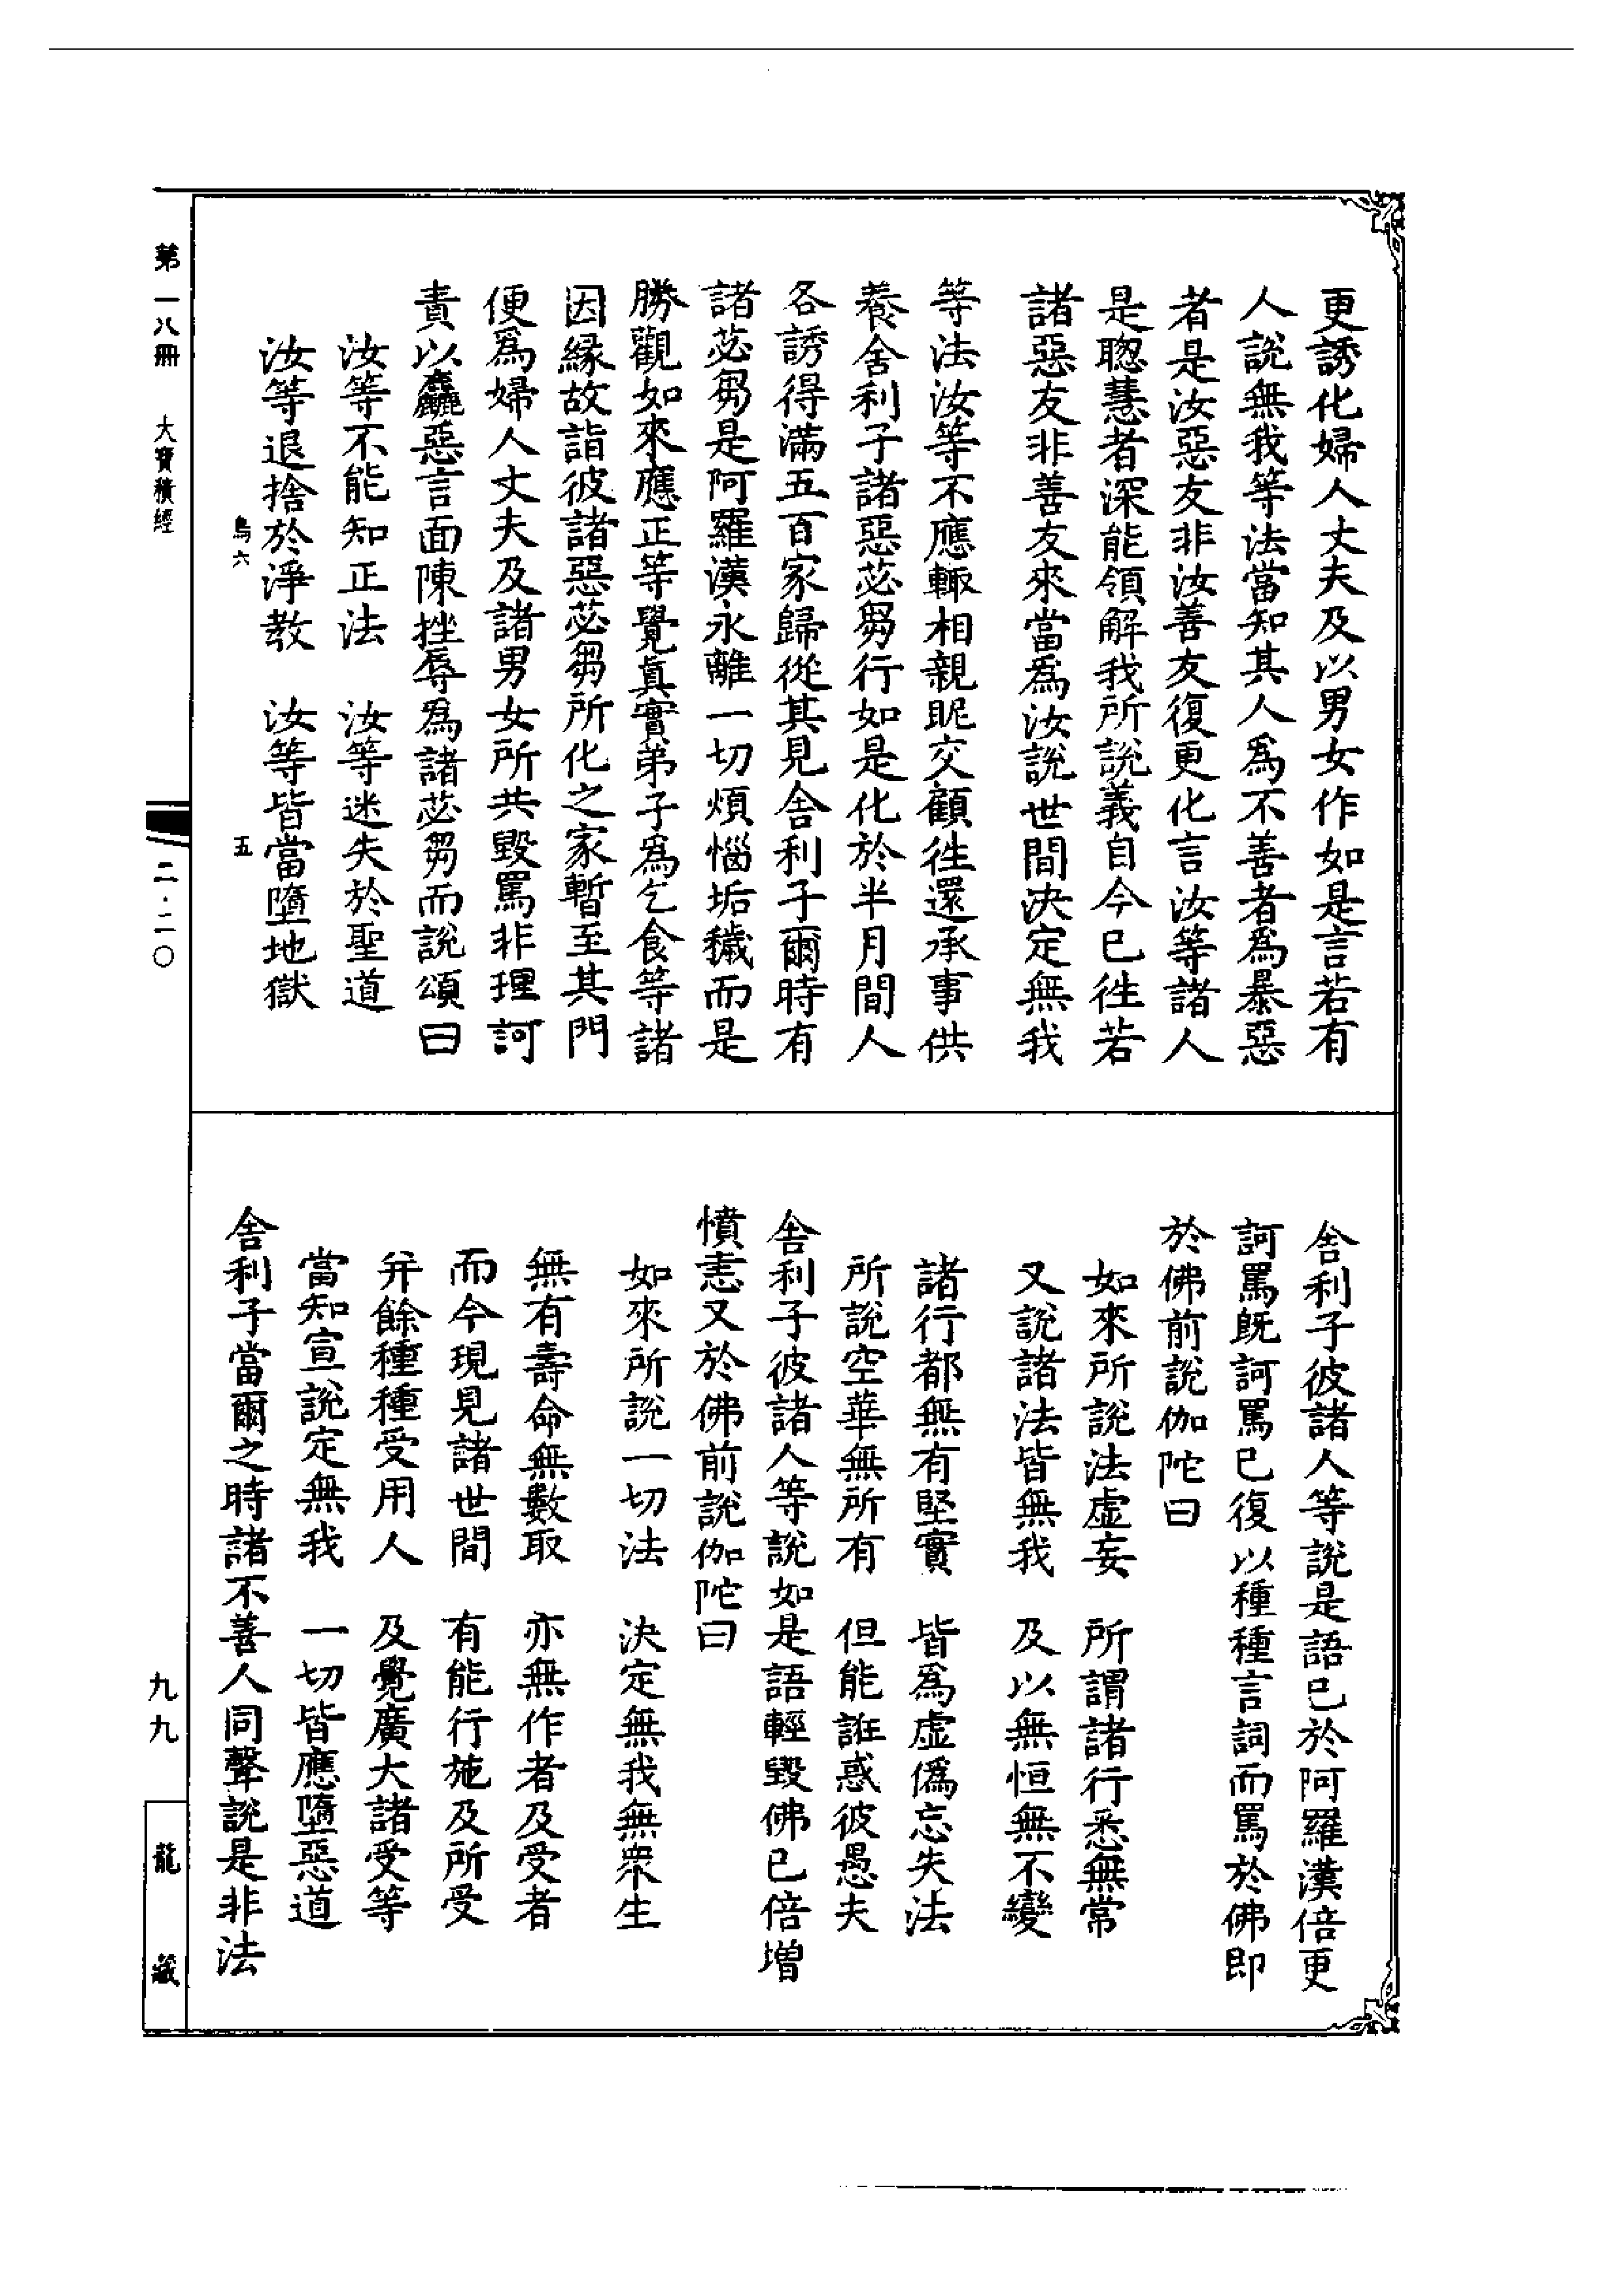 更誘化婦人丈夫及以男女作如是言若有
人說無我等法當知其人爲不善者爲暴惡
者是汝惡友非汝善友復更化言汝等諸人
是聰慧者深能領解我所說義自今已徃若
諸惡友非善友來當爲汝說世間決定無我
等法汝等不應輙相親昵交顧徃還承事供
養舍利子諸惡苾芻行如是化於半月間人
各誘得滿五百家歸從其見舍利子爾時有
諸苾芻是阿羅漢永離一切煩惱垢穢而是
勝觀如來應正等覺眞實弟子爲乞食等諸
因緣故詣彼諸惡苾芻所化之家暫至其門
便爲婦人丈夫及諸男女所共毀罵非理訶
責以麤惡言面陳挫辱爲諸苾芻而說頌曰
汝等不能知正法　汝等迷失於聖道
汝等退捨於淨教　汝等皆當墮地獄
舍利子彼諸人等說是語已於阿羅漢倍更
訶罵旣訶罵已復以種種言詞而罵於佛即
於佛前說伽陀曰
如來所說法虛妄　所謂諸行悉無常
又說諸法皆無我　及以無恒無不變
諸行都無有堅實　皆爲虛僞忘失法
所說空華無所有　但能誑惑彼愚夫
舍利子彼諸人等說如是語輕毀佛已倍增
憤恚又於佛前說伽陀曰
如來所說一切法　決定無我無衆生
無有壽命無數取　亦無作者及受者
而今現見諸世間　有能行施及所受
幷餘種種受用人　及覺廣大諸受等
當知宣說定無我　一切皆應墮惡道
舍利子當爾之時諸不善人同聲說是非法
第一八冊　大寶積經　二·二〇　九九　龍藏
鳥六　五